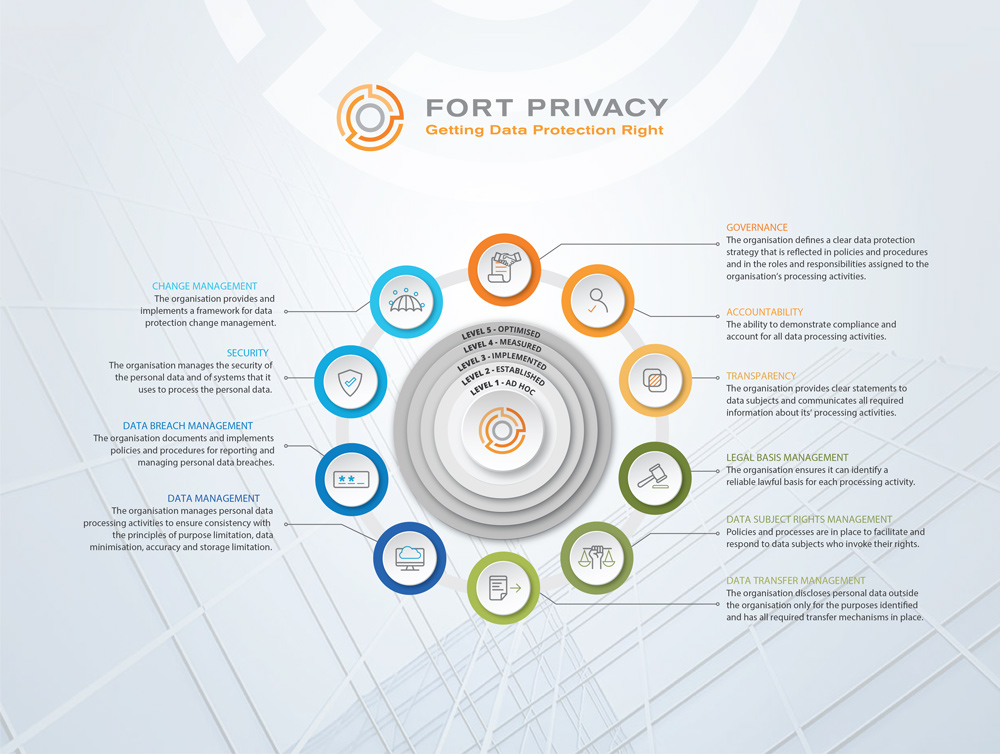 FORT PRIVACY
Getting Data Protection Right
GOVERNANCE
The organisation defines a clear data protection
strategy that is reflected in policies and procedures
and in the roles and responsibilities assigned to the
organisation's processing activities.
ACCOUNTABILITY
The ability to demonstrate compliance and
account for all data processing activities.
TRANSPARENCY
The organisation provides clear statements to
data subjects and communicates all required
information about its' processing activities.
LEGAL BASIS MANAGEMENT
The organisation ensures it can identify a
reliable lawful basis for each processing activity.
DATA SUBJECT RIGHTS MANAGEMENT
Policies and processes are in place to facilitate and
respond to data subjects who invoke their rights.
DATA TRANSFER MANAGEMENT
The organisation discloses personal data outside
the organisation only for the purposes identified
and has all required transfer mechanisms in place.
CHANGE MANAGEMENT
The organisation provides and
implements a framework for data
protection change management.
SECURITY
The organisation manages the security of
the personal data and of systems that it
uses to process the personal data.
DATA BREACH MANAGEMENT
The organisation documents and implements
policies and procedures for reporting and
managing personal data breaches.
DATA MANAGEMENT
The organisation manages personal data
processing activities to ensure consistency with
the principles of purpose limitation, data
minimisation, accuracy and storage limitation.
LEVEL 5 - OPTIMISED
LEVEL 4 - MEASURED
LEVEL 3 - IMPLEMENTED
LEVEL 2 - ESTABLISHED
LEVEL 1 - AD HOC